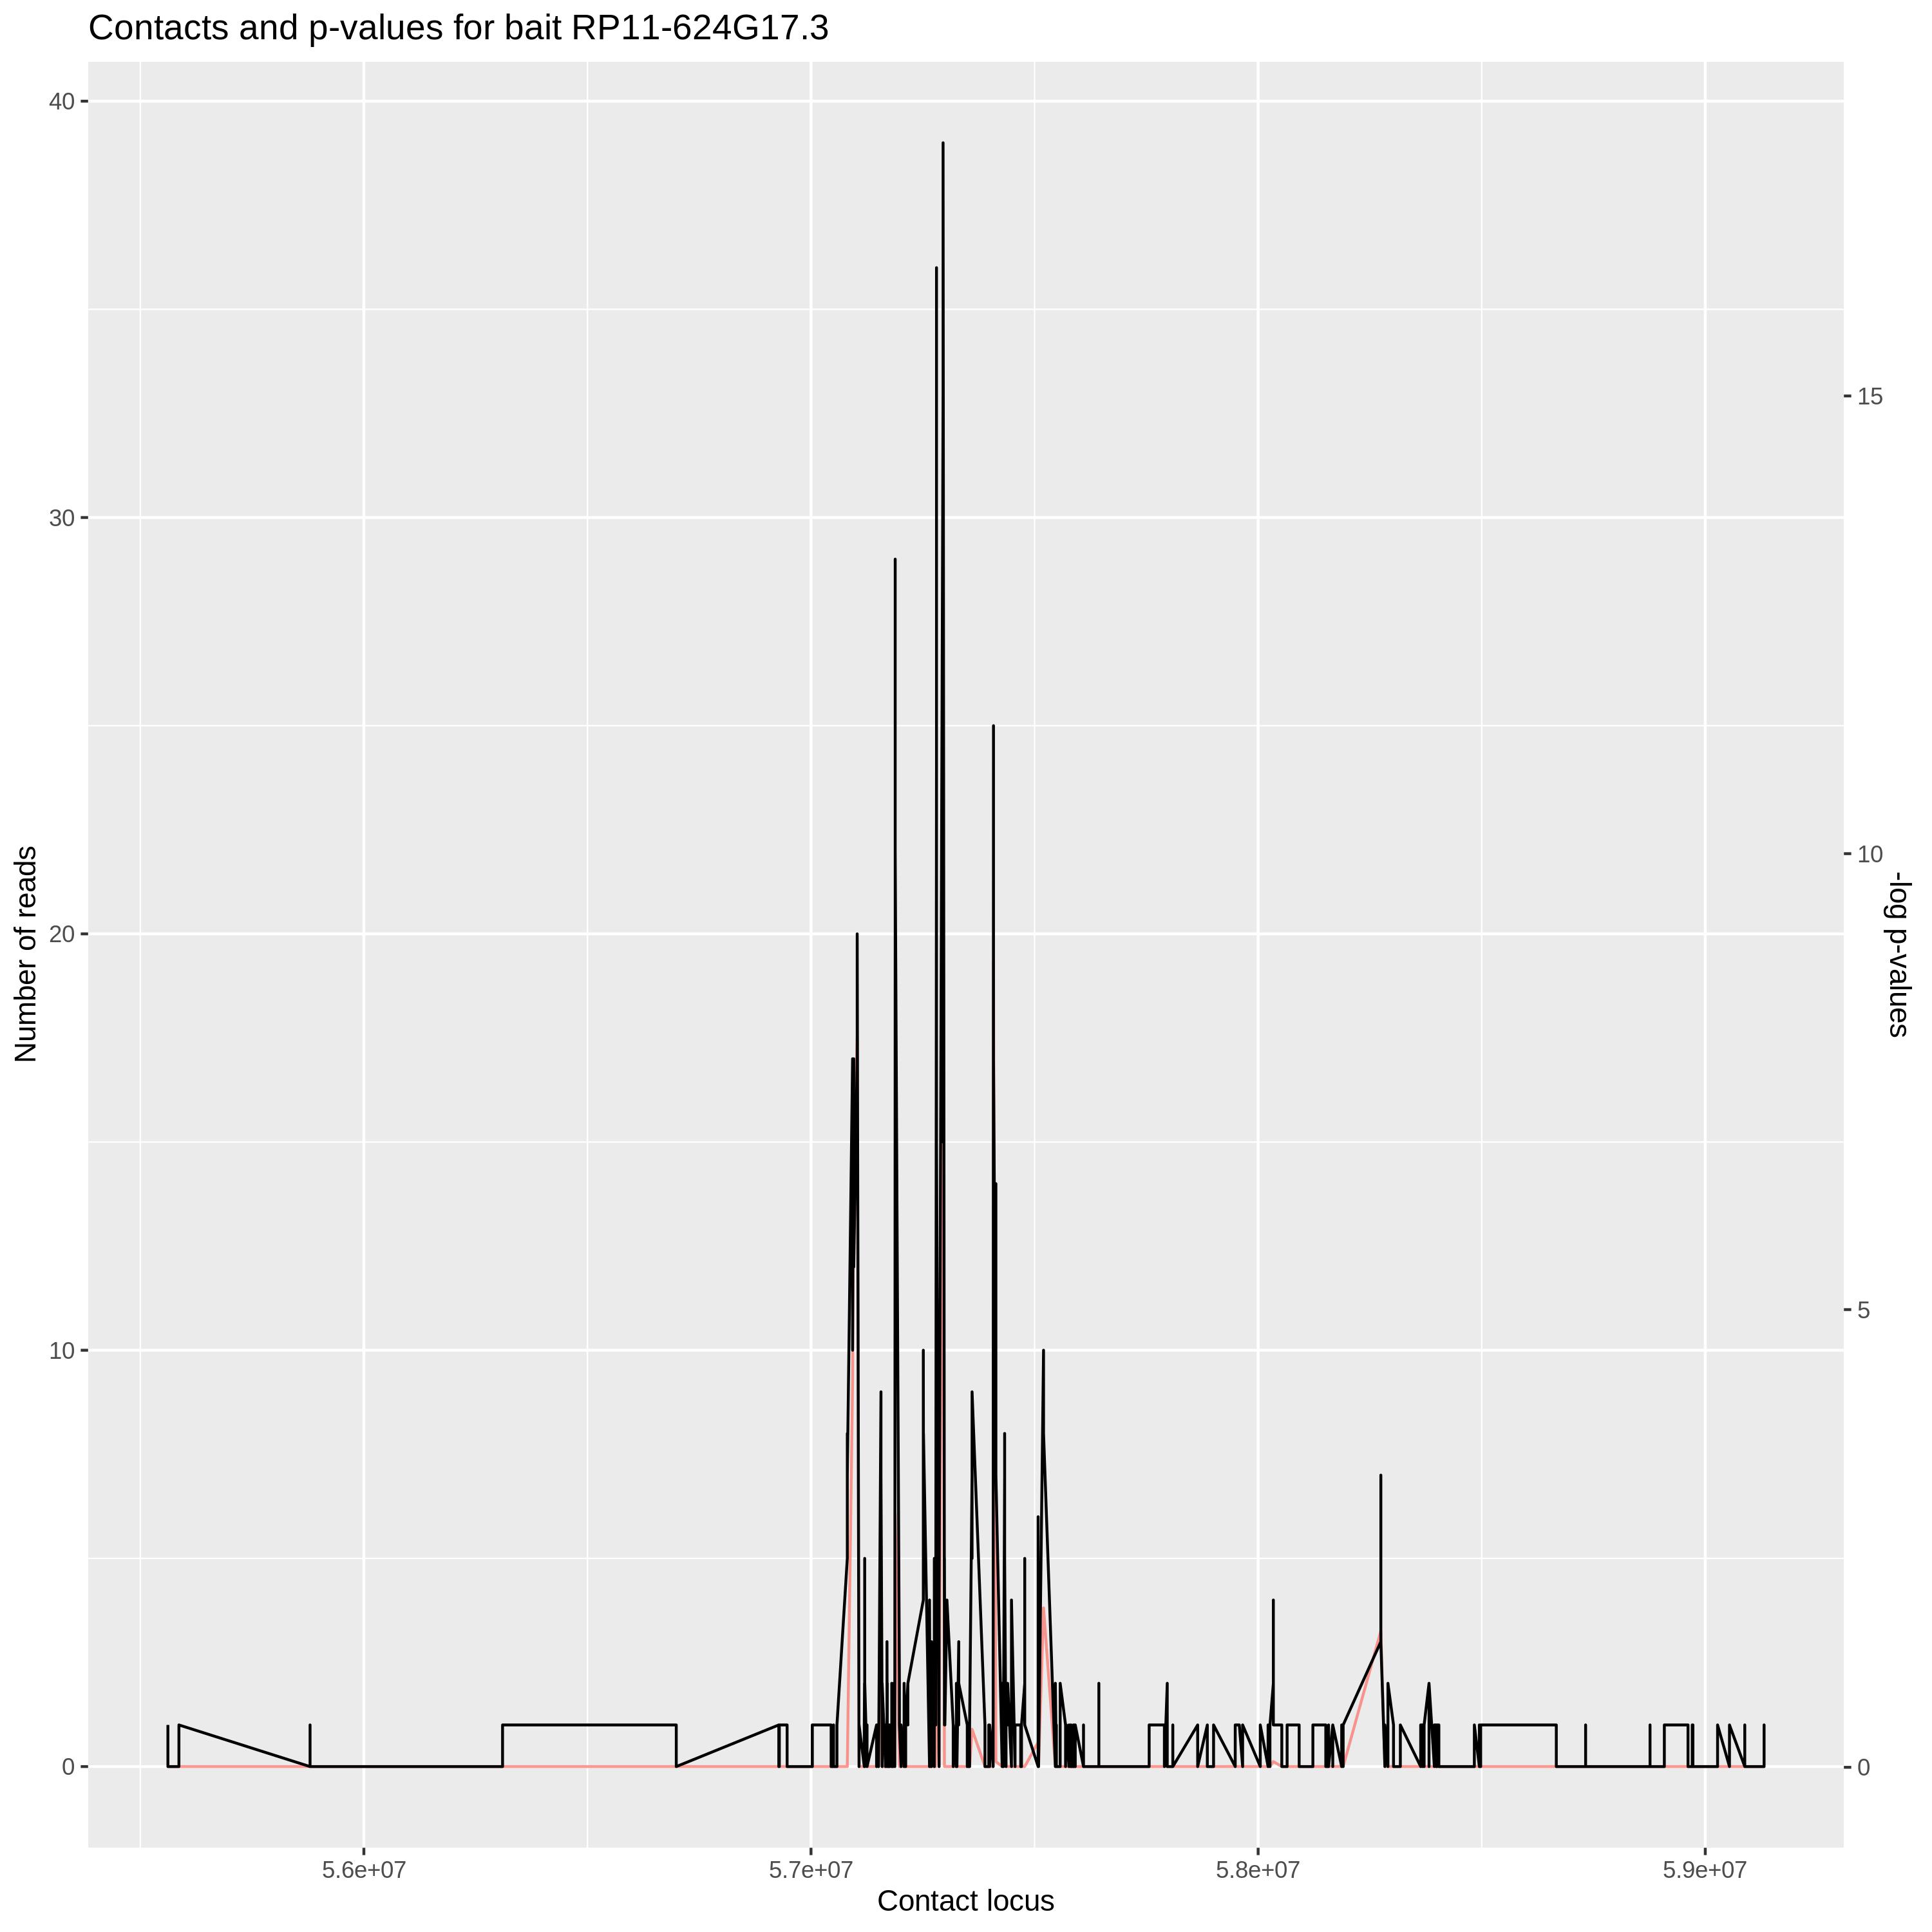 Contacts and p-values for bait RP11-624G17.3
40
30
20
10
0
Number of reads
15
10
5
0
-log p-values
5.6e+07 5.7e+07 5.8e+07 5.9e+07
Contact locus